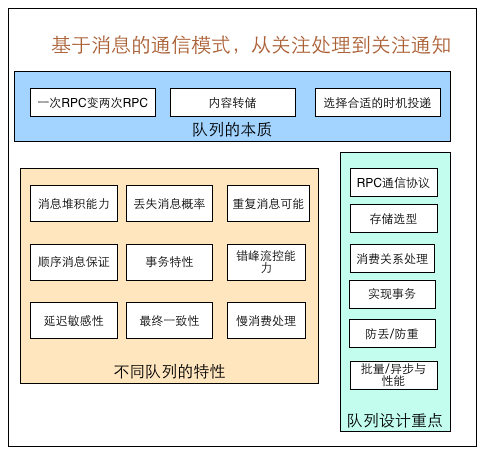 基于消息的通信模式，从关注处理到关注通知
一次RPC变两次RPC
内容转储
选择合适的时机投递
队列的本质
消息堆积能力
丢失消息概率
重复消息可能
顺序消息保证
事务特性
错峰流控能
力
延迟敏感性
最终一致性
慢消费处理
不同队列的特性
RPC通信协议
存储选型
消费关系处理
实现事务
防丢/防重
批量/异步与
性能
队列设计重点